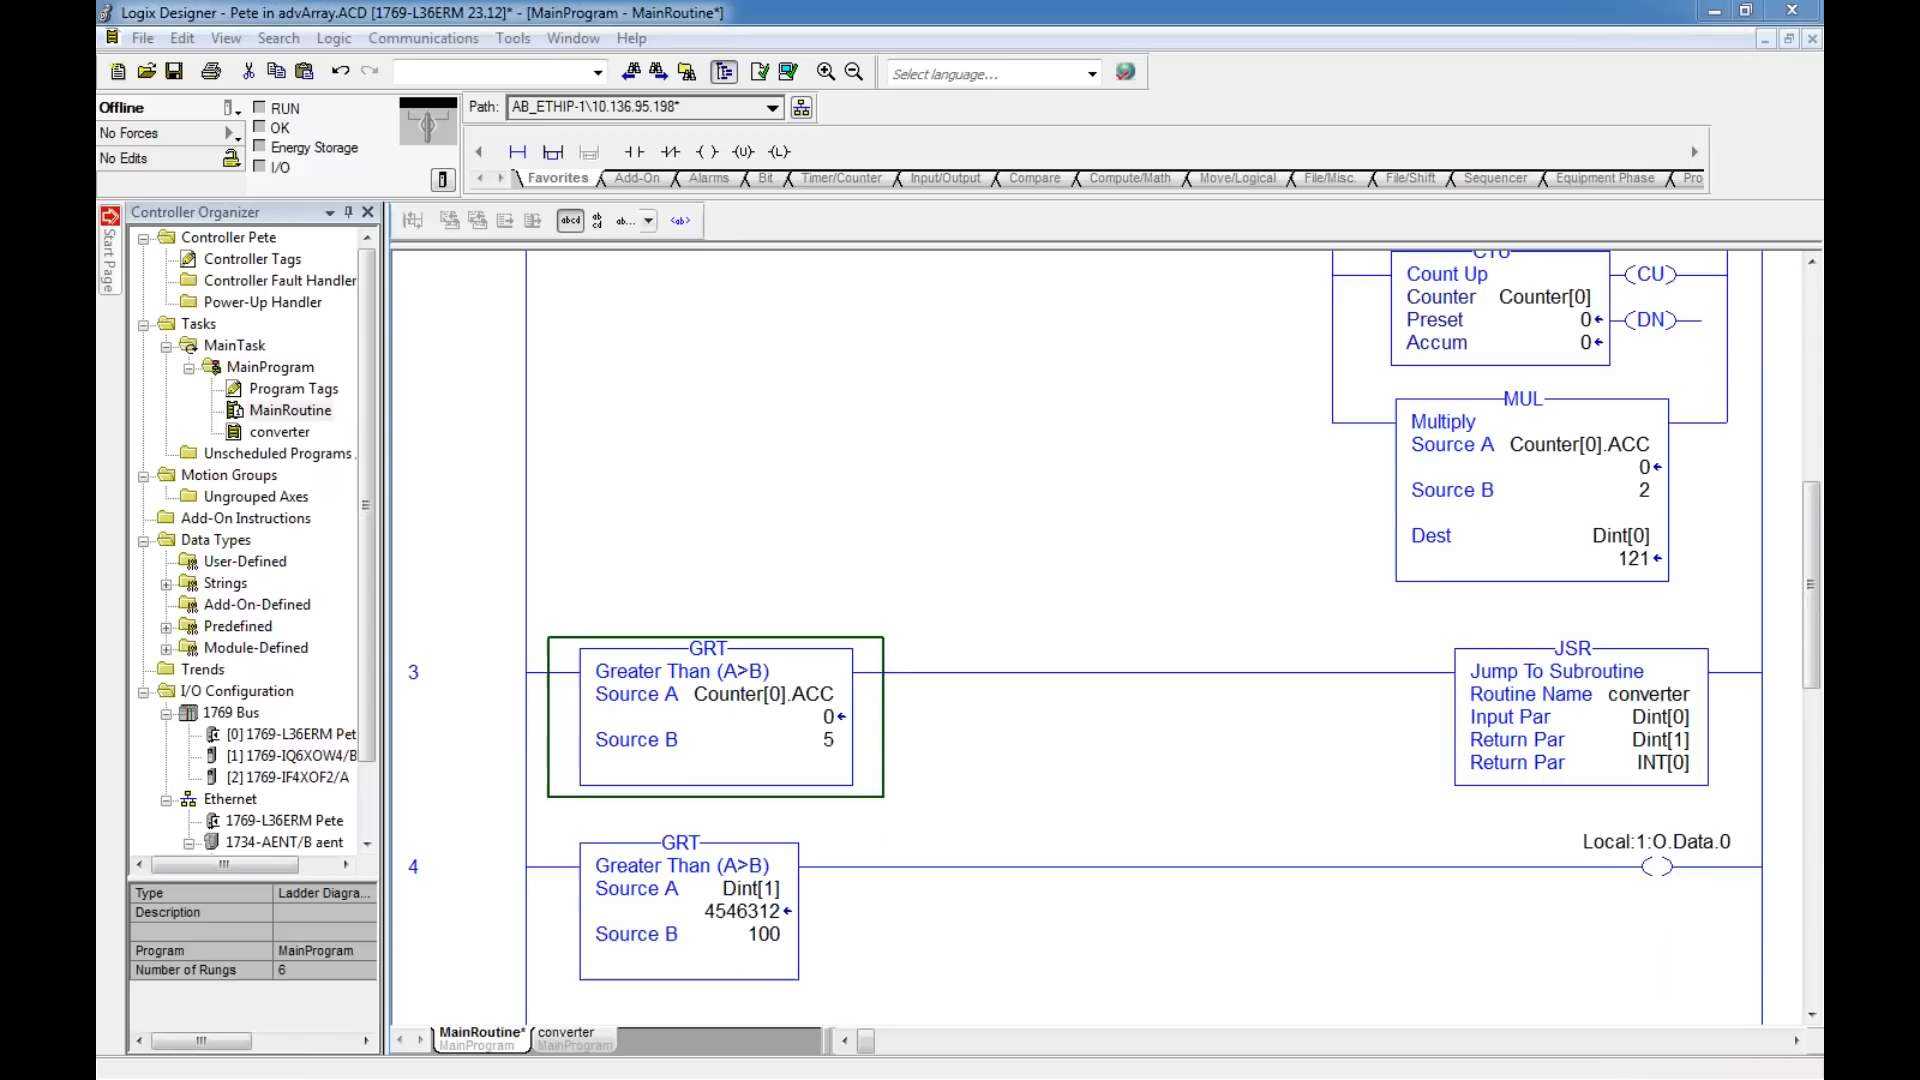 Logix Designer - Pete in advArray.ACD [1769-L36ERM 23.12]* - [MainProgram - MainRoutine*]
File Edit View Search Logic Communications Tools Window Help
Select language...
Offline
RUN
No Forces
OK
No Edits
Energy Storage
I/O
Path: AB_ETHIP-1\10.136.95.198*
Favorites Add-On Alarms Bit Timer/Counter Input/Output Compare Compute/Math Move/Logical File/Misc. File/Shift Sequencer Equipment Phase Pro
Start Page
Controller Organizer
Controller Pete
Controller Tags
Controller Fault Handler
Power-Up Handler
Tasks
MainTask
MainProgram
Program Tags
MainRoutine
converter
Unscheduled Programs
Motion Groups
Ungrouped Axes
Add-On Instructions
Data Types
User-Defined
Strings
Add-On-Defined
Predefined
Module-Defined
Trends
I/O Configuration
1769 Bus
[0] 1769-L36ERM Pet
[1] 1769-IQ6XOW4/B
[2] 1769-IF4XOF2/A
Ethernet
1769-L36ERM Pete
1734-AENT/B aent
Type Ladder Diagra...
Description
Program MainProgram
Number of Rungs 6
abcd
ab cd
ab...
<ab>
CTU
Count Up (CU)
Counter Counter[0]
Preset 0 (DN)
Accum 0
MUL
Multiply
Source A Counter[0].ACC
0
Source B 2
Dest Dint[0]
121
3
GRT
Greater Than (A>B)
Source A Counter[0].ACC
0
Source B 5
JSR
Jump To Subroutine
Routine Name converter
Input Par Dint[0]
Return Par Dint[1]
Return Par INT[0]
4
GRT
Greater Than (A>B)
Source A Dint[1]
4546312
Source B 100
Local:1:O.Data.0
MainRoutine* converter
MainProgram MainProgram